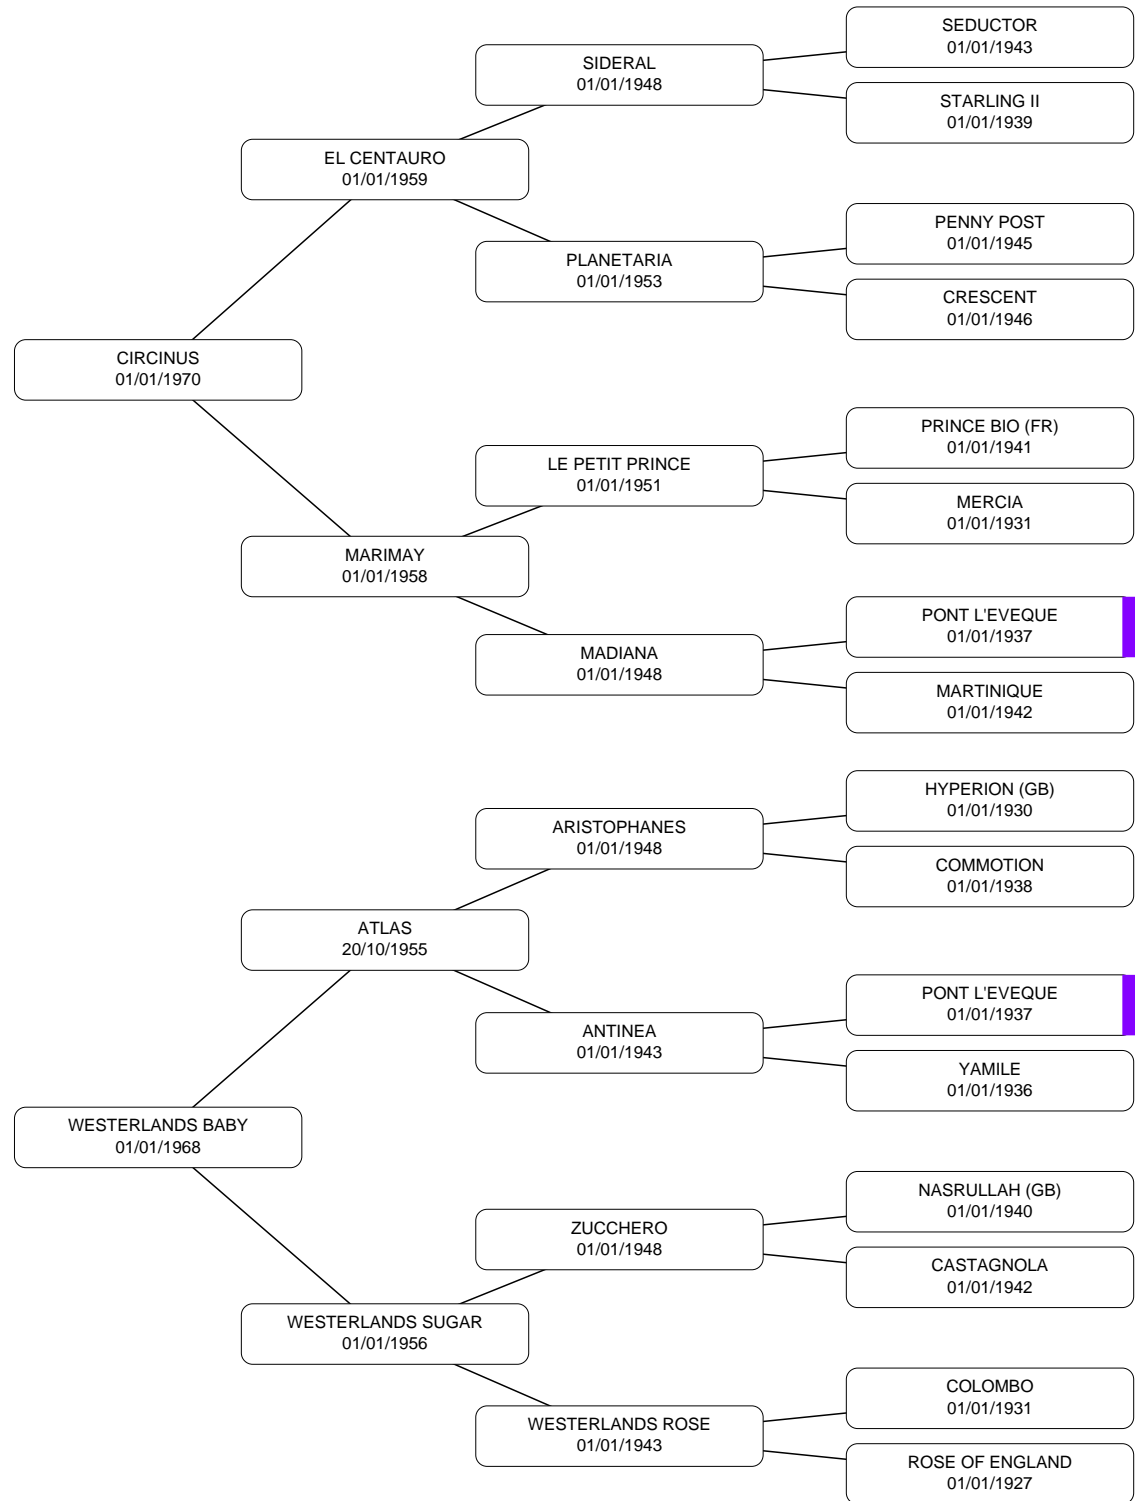 SEDUCTOR
01/01/1943
SIDERAL
01/01/1948
STARLING II
01/01/1939
EL CENTAURO
01/01/1959
PENNY POST
01/01/1945
PLANETARIA
01/01/1953
CRESCENT
01/01/1946
CIRCINUS
01/01/1970
PRINCE BIO (FR)
01/01/1941
LE PETIT PRINCE
01/01/1951
MERCIA
01/01/1931
MARIMAY
01/01/1958
PONT L'EVEQUE
01/01/1937
MADIANA
01/01/1948
MARTINIQUE
01/01/1942
HYPERION (GB)
01/01/1930
ARISTOPHANES
01/01/1948
COMMOTION
01/01/1938
ATLAS
20/10/1955
PONT L'EVEQUE
01/01/1937
ANTINEA
01/01/1943
YAMILE
01/01/1936
WESTERLANDS BABY
01/01/1968
NASRULLAH (GB)
01/01/1940
ZUCCHERO
01/01/1948
CASTAGNOLA
01/01/1942
WESTERLANDS SUGAR
01/01/1956
COLOMBO
01/01/1931
WESTERLANDS ROSE
01/01/1943
ROSE OF ENGLAND
01/01/1927